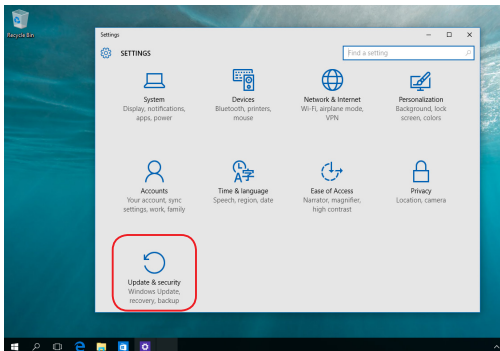 Recycle Bin
Settings
SETTINGS
Find a setting
System
Display, notifications,
apps, power
Devices
Bluetooth, printers,
mouse
Network & Internet
Wi-Fi, airplane mode,
VPN
Personalization
Background, lock
screen, colors
Accounts
Your account, sync
settings, work, family
Time & language
Speech, region, date
Ease of Access
Narrator, magnifier,
high contrast
Privacy
Location, camera
Update & security
Windows Update,
recovery, backup